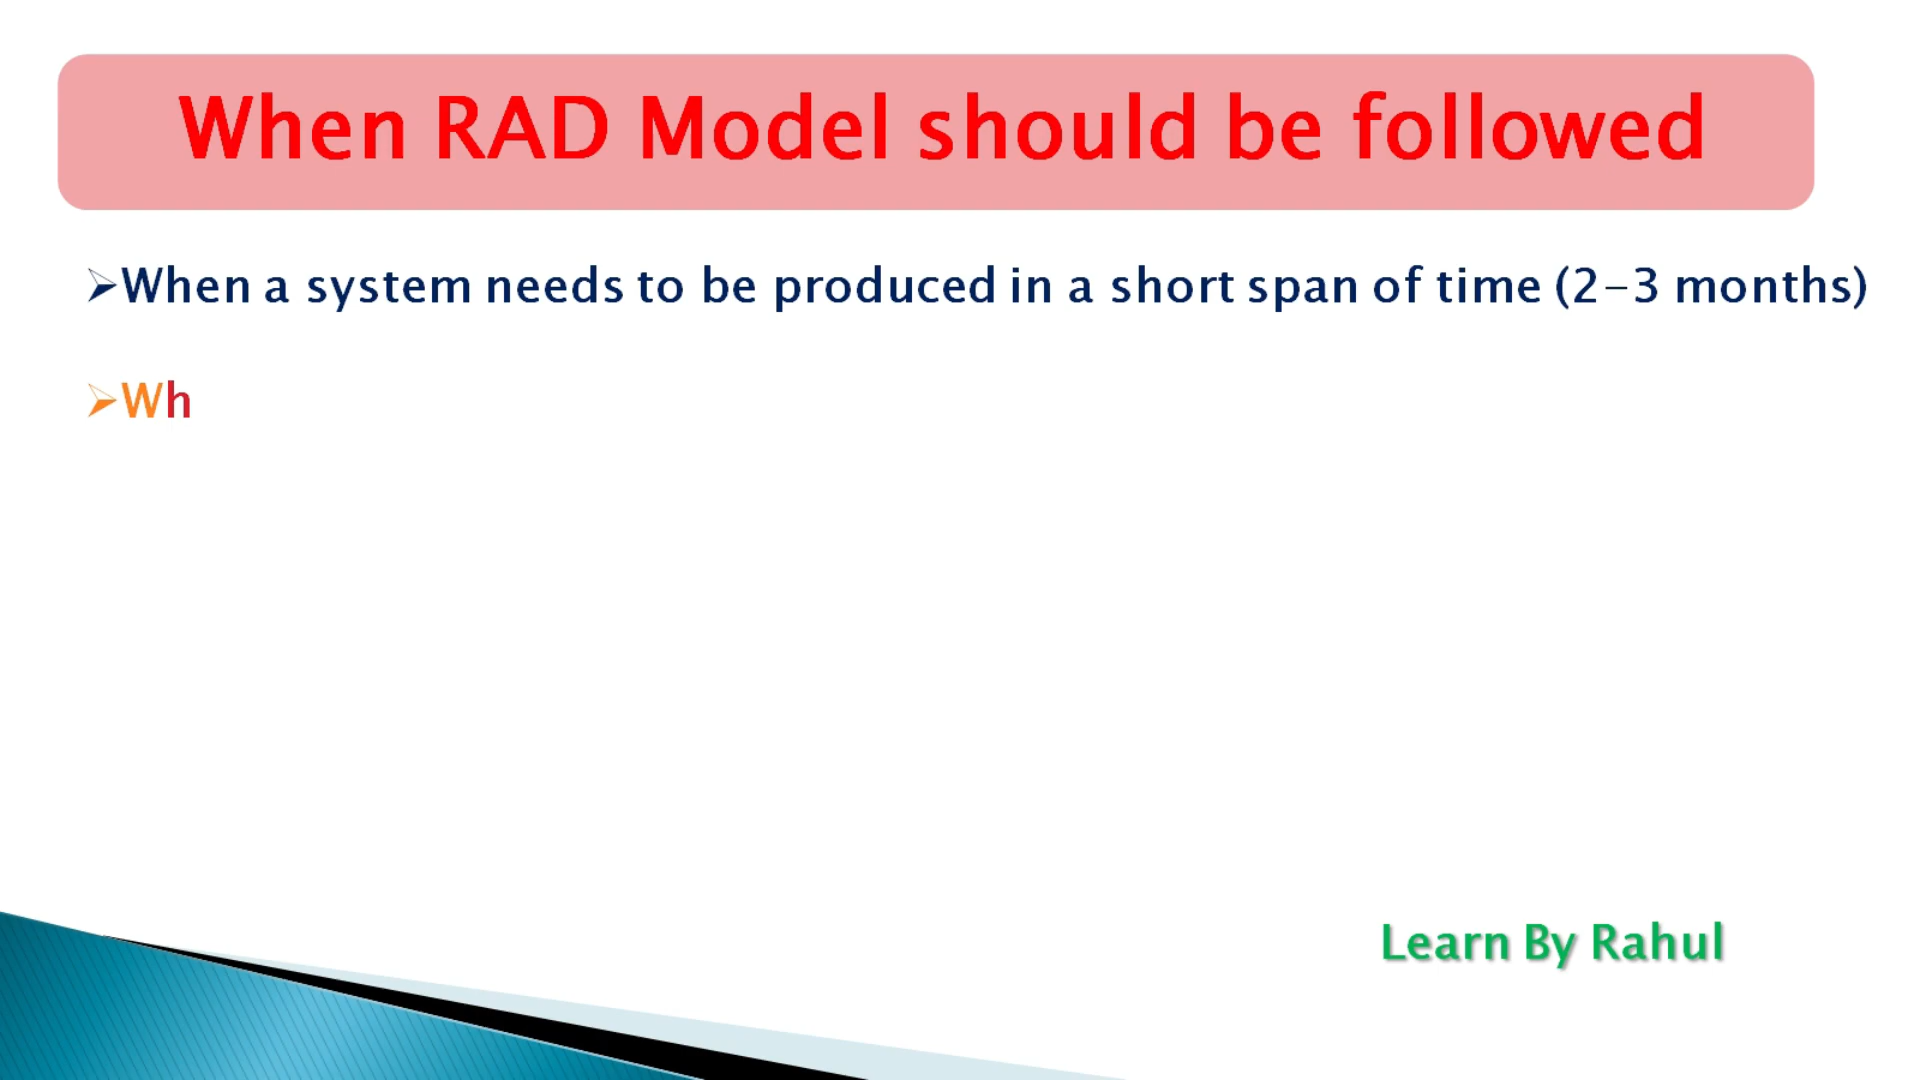 When RAD Model should be followed
➢When a system needs to be produced in a short span of time (2-3 months)
➢Wh
Learn By Rahul